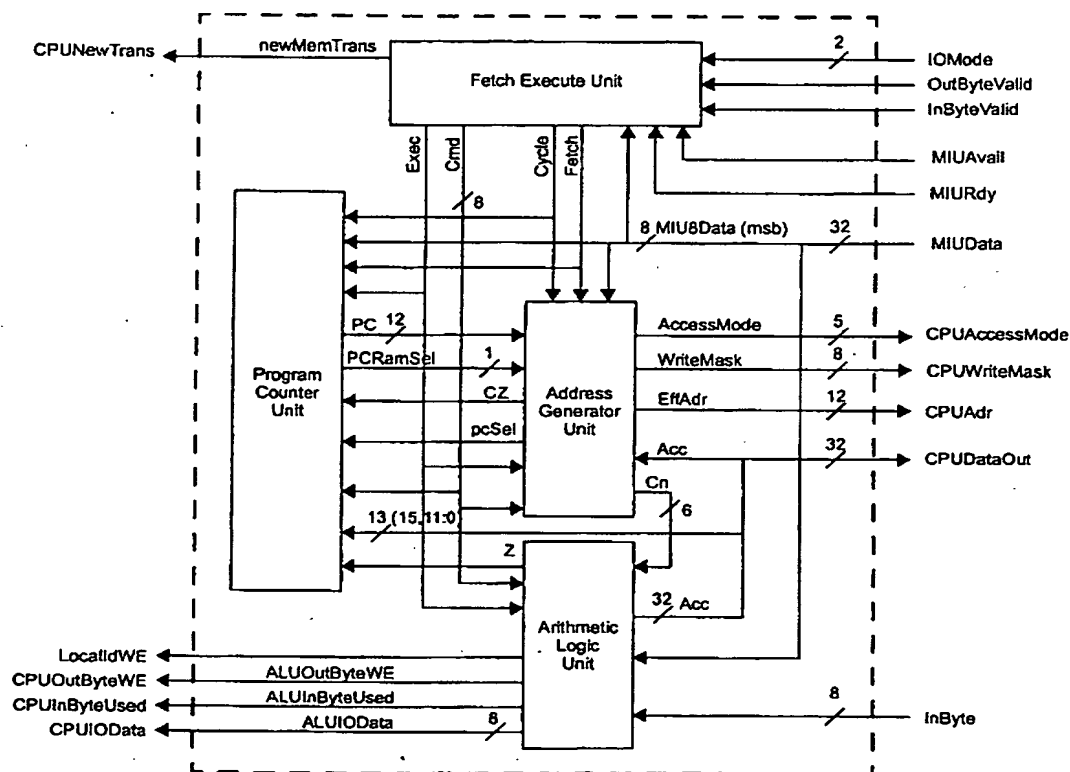 CPUNewTrans
newMemTrans
2
IOMode
Fetch Execute Unit
OutByteValid
InByteValid
Exec
Cmd
Cycle
Fetch
MIUAvail
MIURdy
8
8 MIU8Data (msb)
32
MIUData
PC 12
AccessMode
5
CPUAccessMode
PCRamSel
1
WriteMask
8
CPUWriteMask
Program
Counter
Unit
CZ
Address
Generator
Unit
EffAdr
12
CPUAdr
pcSel
Acc
32
CPUDataOut
Cn
6
13 (15,11:0)
Z
32 Acc
Arithmetic
Logic
Unit
LocalIdWE
CPUOutByteWE
ALUOutByteWE
CPUInByteUsed
ALUInByteUsed
CPUIOData
ALUIOData
8
8
InByte